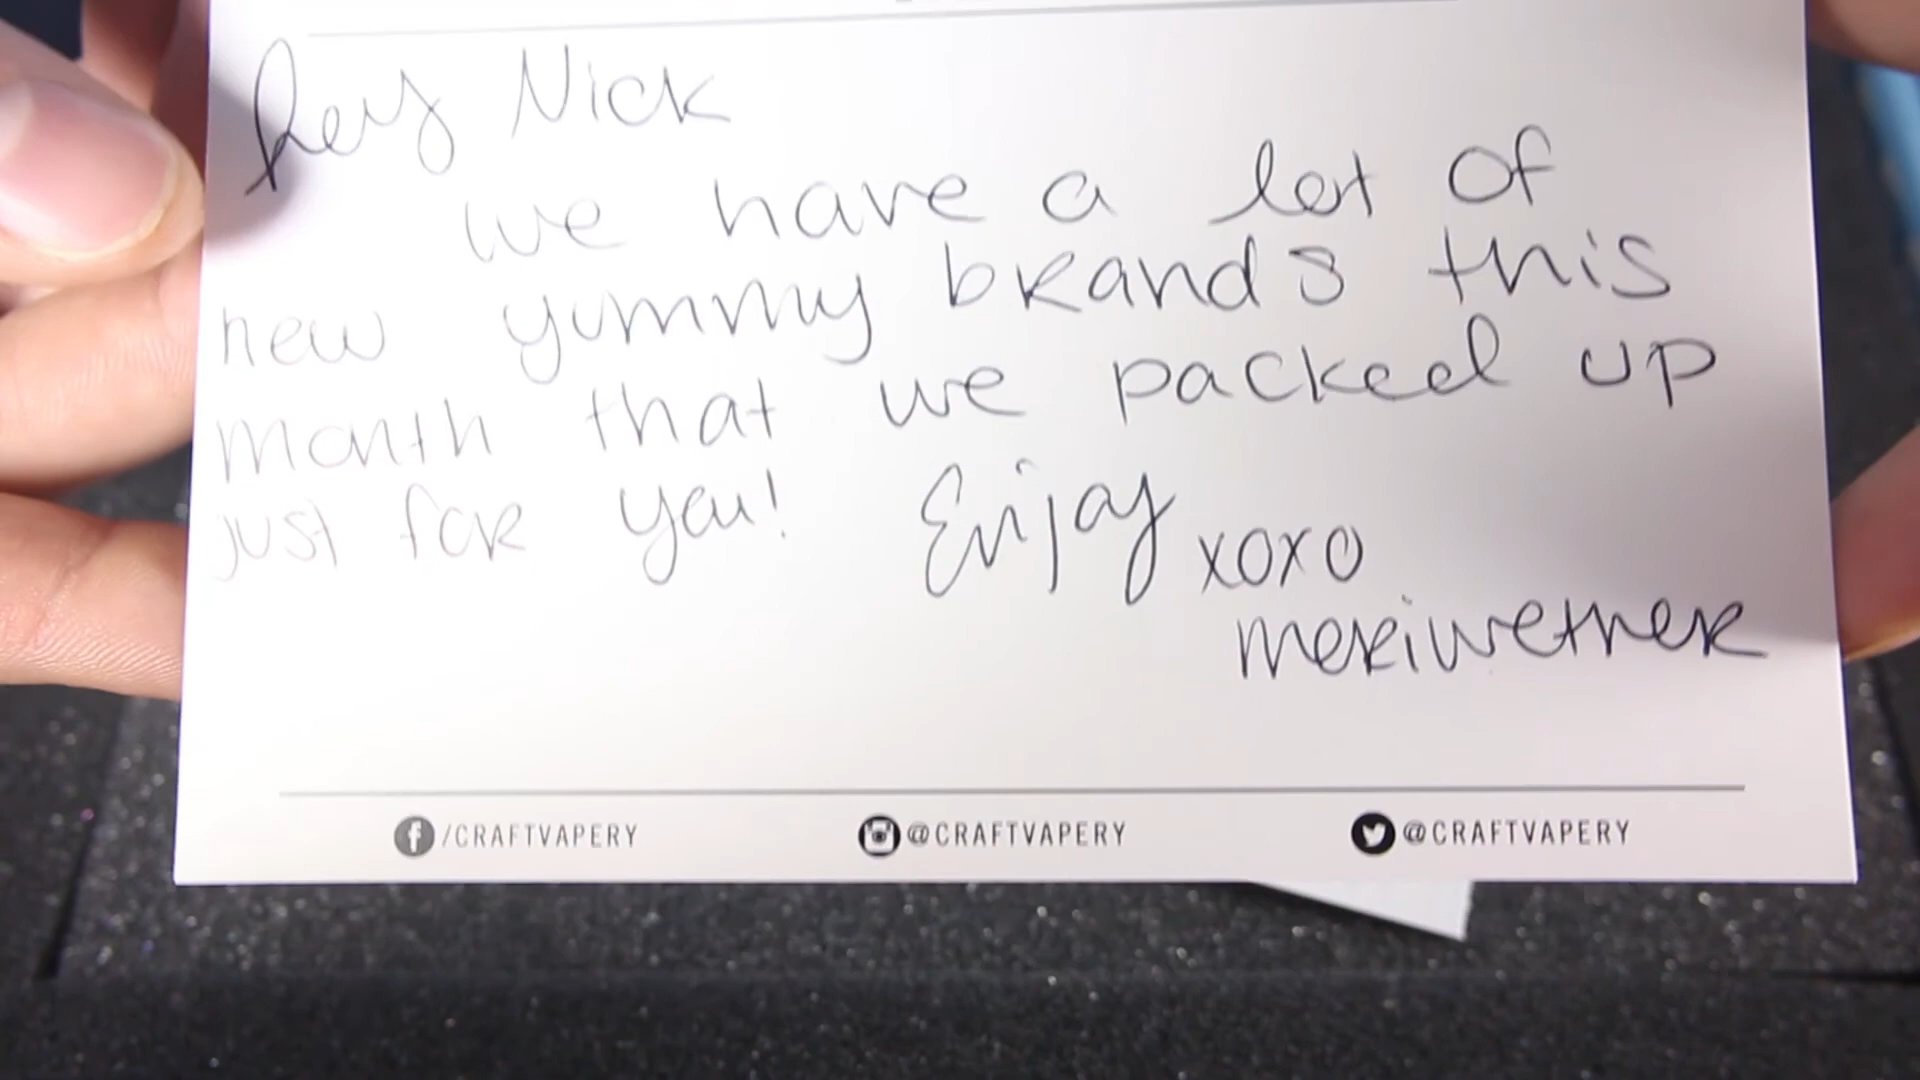 hey Nick
we have a lot of
new yummy brands this
month that we packed up
just for you! Enjoy xoxo
meriwether
/CRAFTVAPERY @CRAFTVAPERY @CRAFTVAPERY